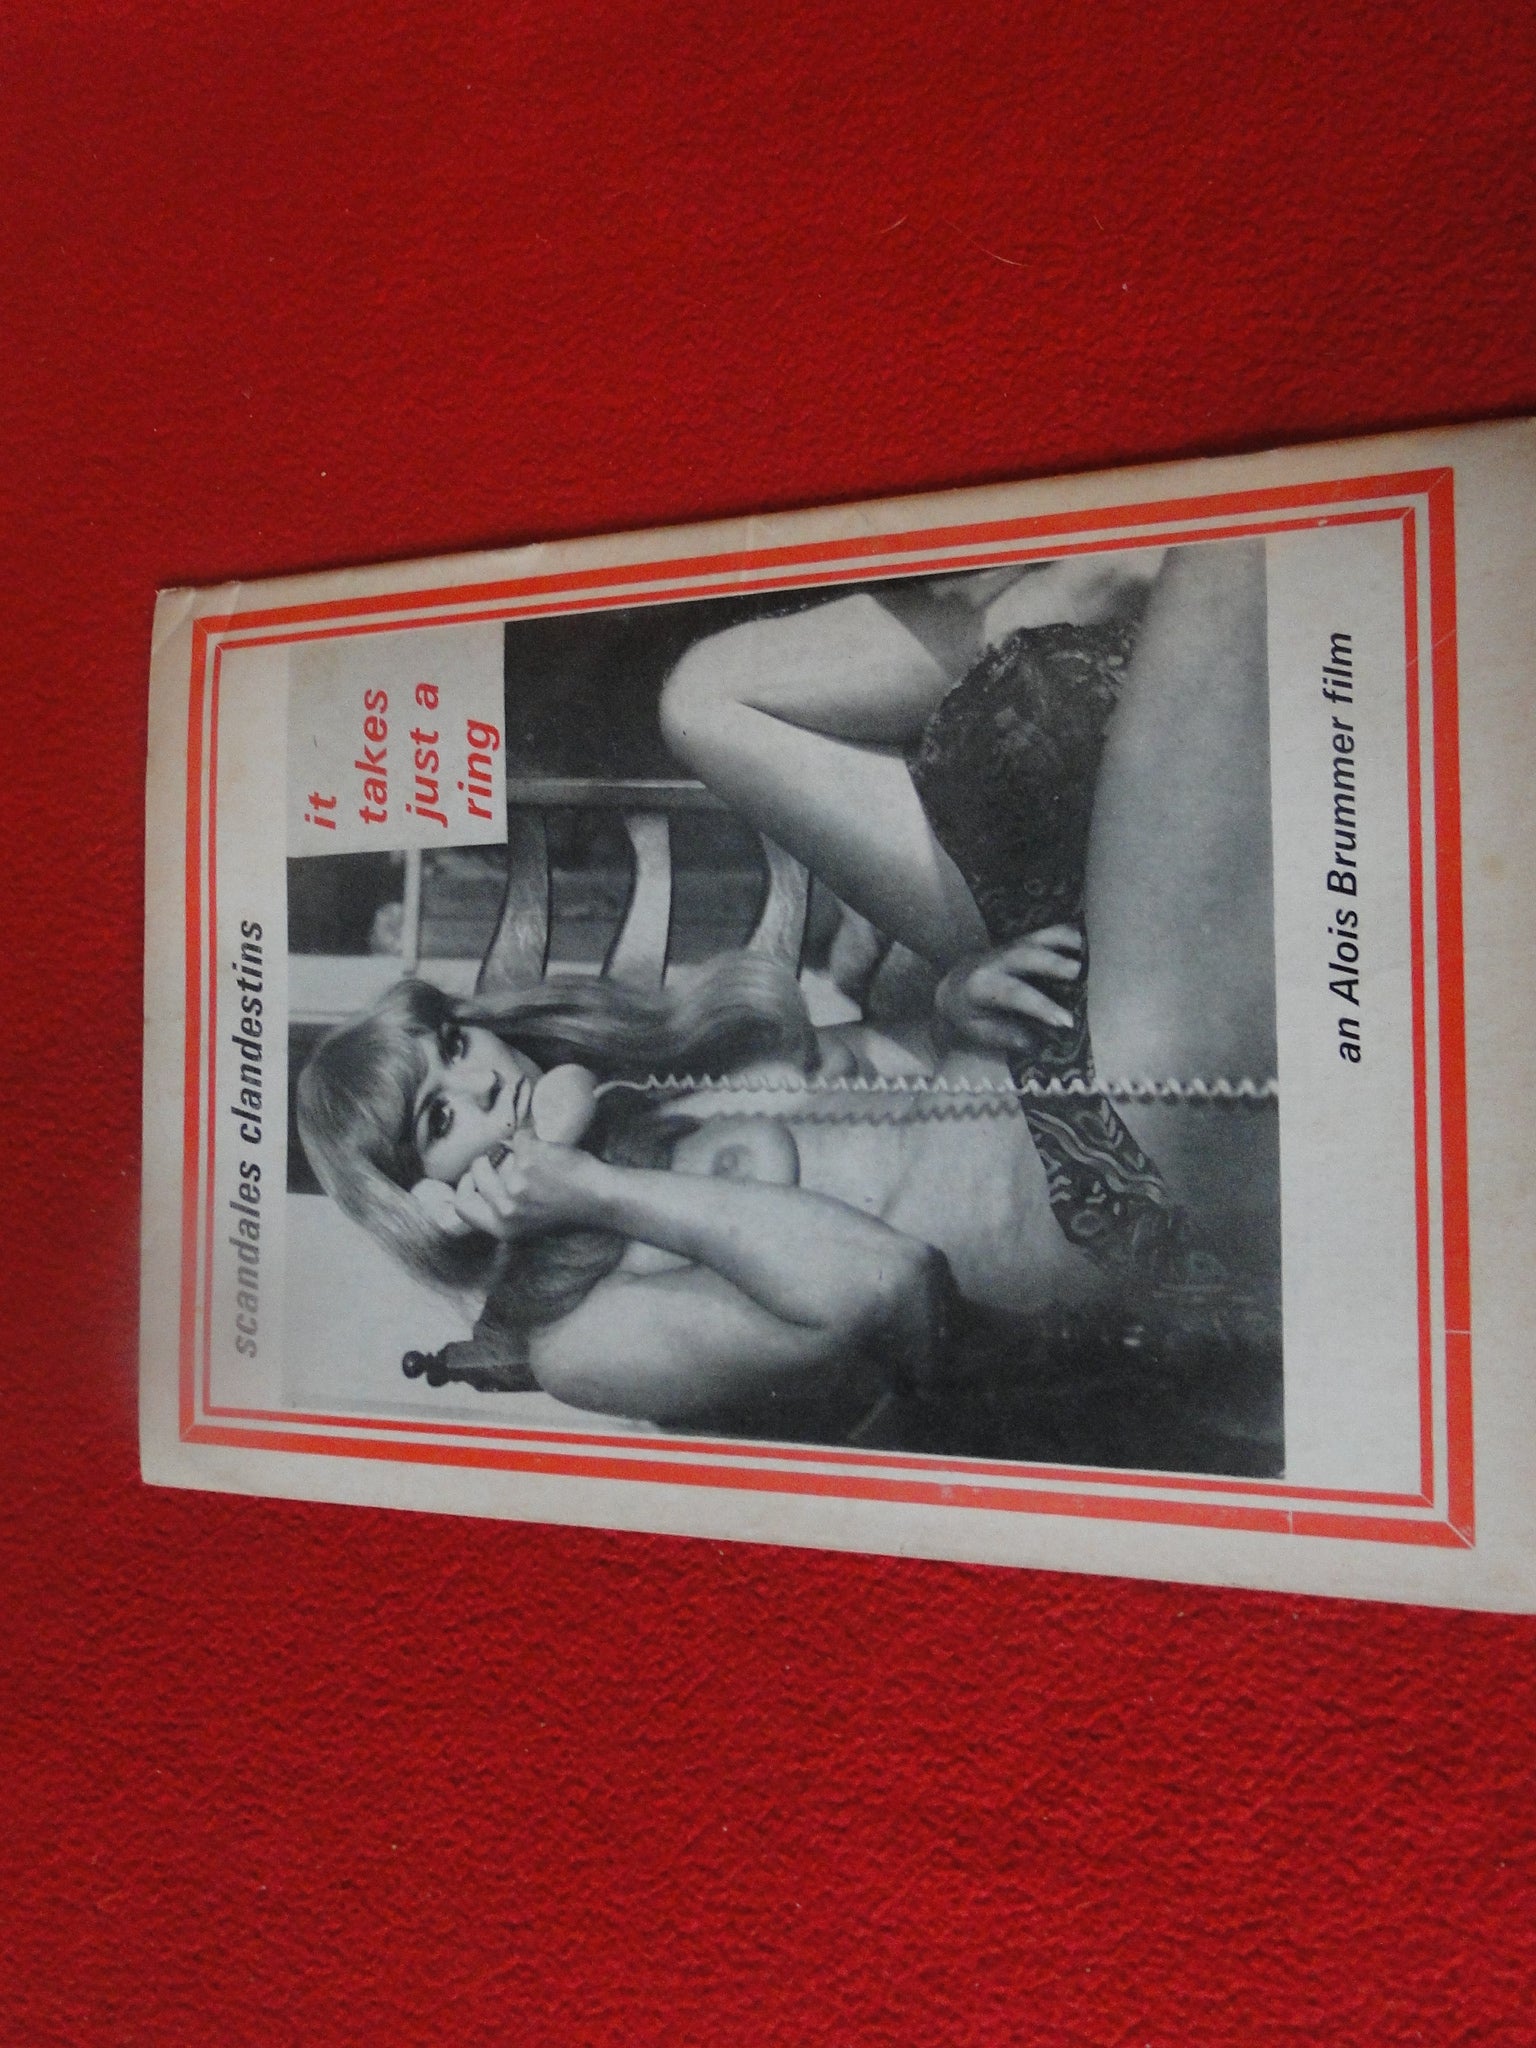 scandales clandestins
it
takes
just a
ring
an Alois Brummer film